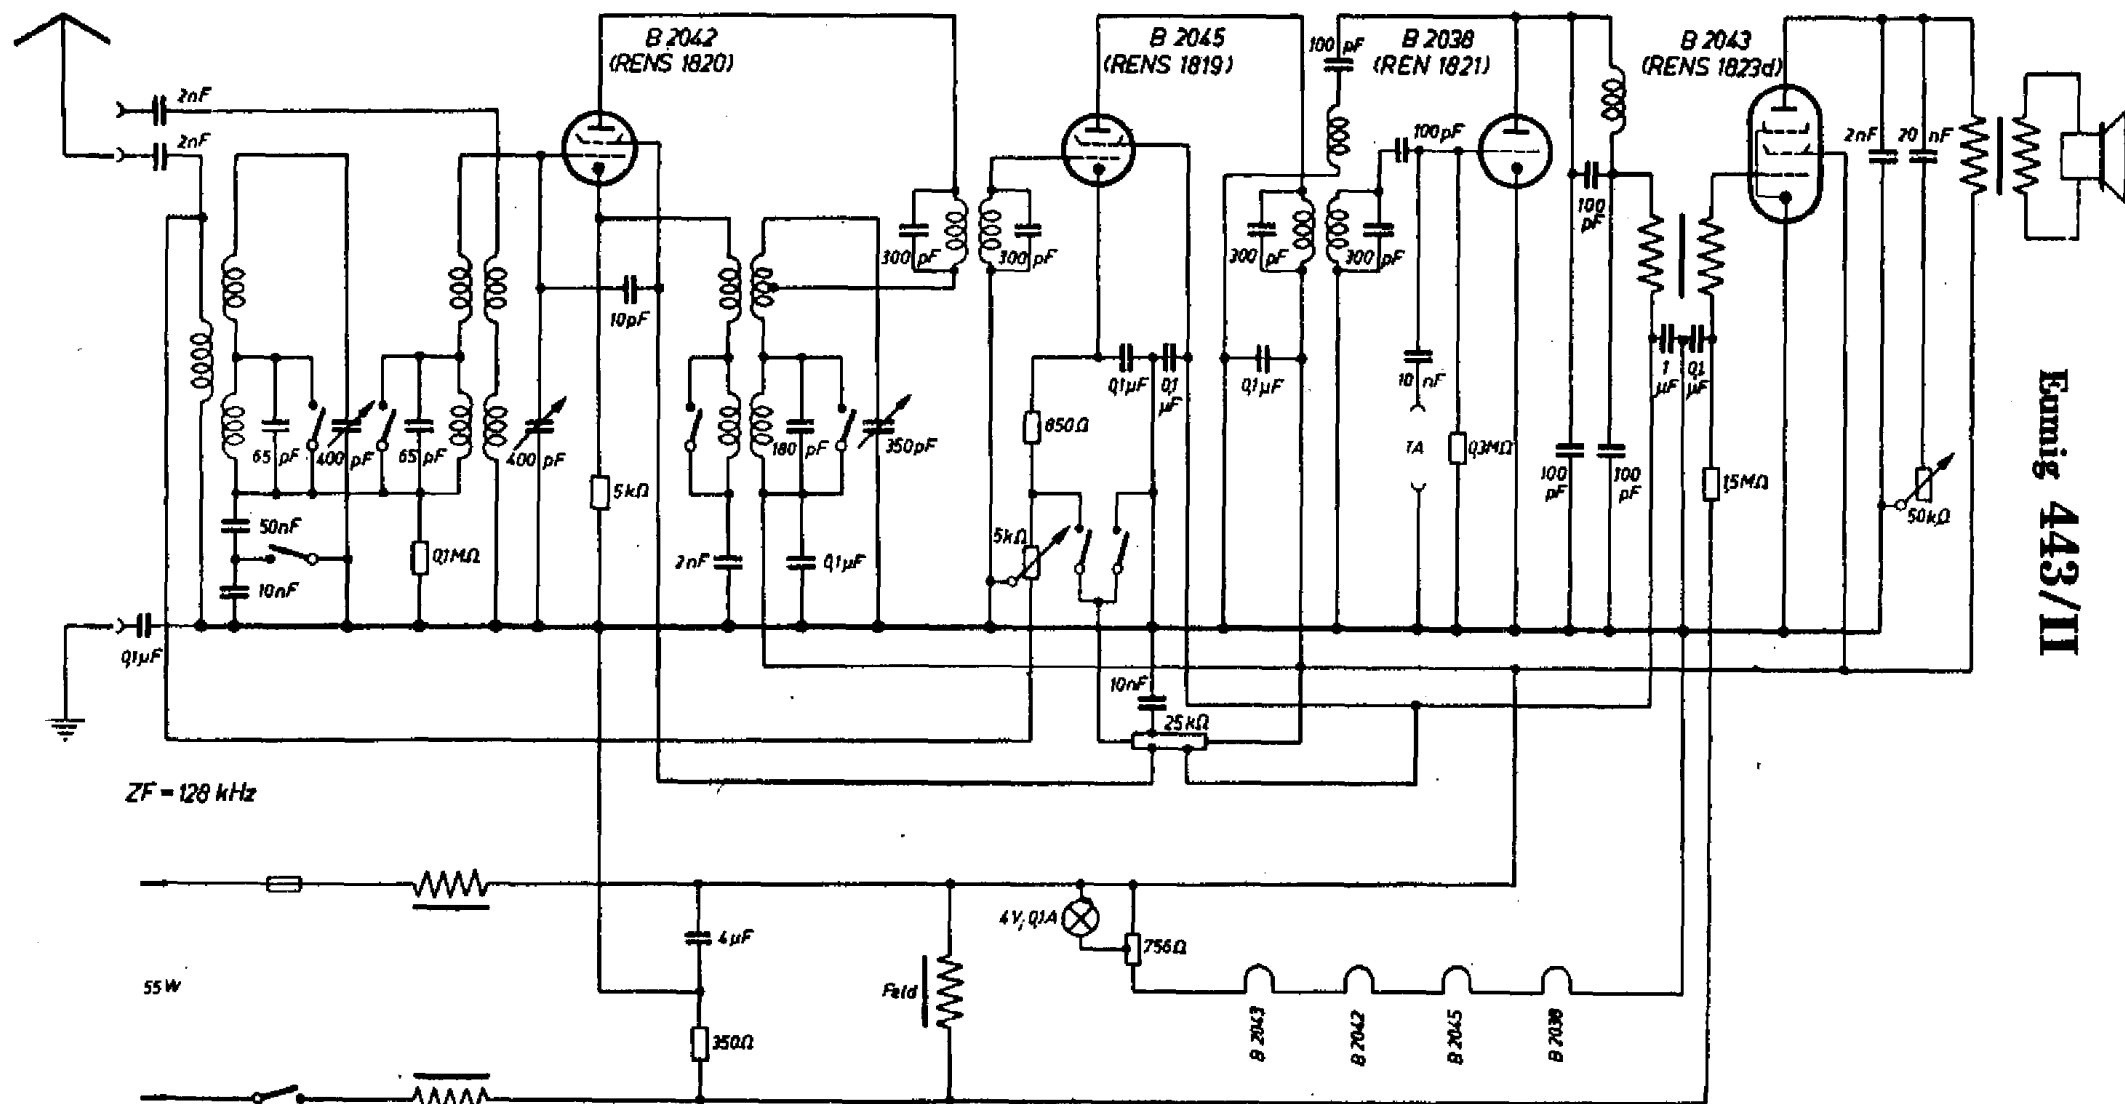 B 2042
(RENS 1820)
B 2045
(RENS 1819)
100 pF
B 2038
(REN 1821)
B 2043
(RENS 1823d)
2nF
2nF
100pF
2nF
20 nF
100
pF
300 pF
300 pF
300 pF
300 pF
10pF
0,1µF
0,1
µF
0,1µF
10 nF
1
µF
0,1
µF
65 pF
400 pF
65 pF
400 pF
180 pF
350pF
850Ω
TA
0,3MΩ
100
pF
100
pF
1,5MΩ
50kΩ
50nF
5kΩ
5kΩ
0,1MΩ
2nF
0,1µF
10nF
0,1µF
10nF
25kΩ
Eumig 443/II
ZF = 128 kHz
4V, 0,1A
4µF
756Ω
55W
Feld
350Ω
B 2043
B 2042
B 2045
B 2038